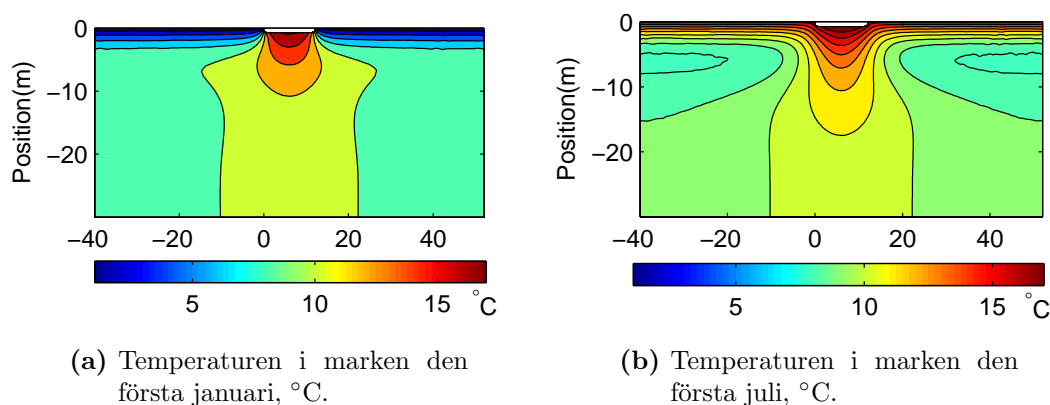 0
−10
−20
Position(m)
−40 −20 0 20 40
5 10 15 °C
(a) Temperaturen i marken den
första januari, °C.
0
−10
−20
Position(m)
−40 −20 0 20 40
5 10 15 °C
(b) Temperaturen i marken den
första juli, °C.